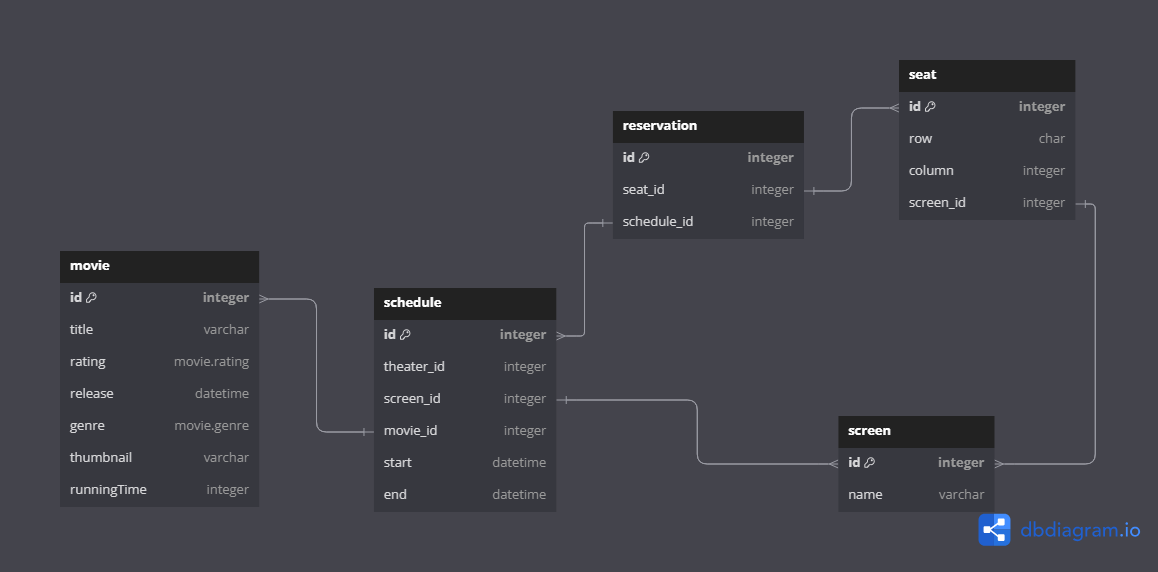 seat
id integer
row char
column integer
screen_id integer
reservation
id integer
seat_id integer
schedule_id integer
movie
id integer
title varchar
rating movie.rating
release datetime
genre movie.genre
thumbnail varchar
runningTime integer
schedule
id integer
theater_id integer
screen_id integer
movie_id integer
start datetime
end datetime
screen
id integer
name varchar
dbdiagram.io